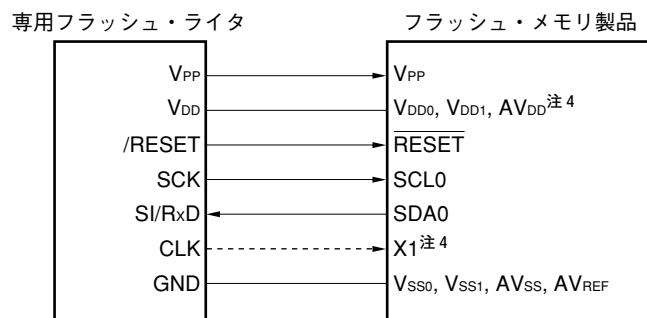 専用フラッシュ・ライタ フラッシュ・メモリ製品
VPP VPP
VDD VDD0, VDD1, AVDD注4
/RESET RESET
SCK SCL0
SI/RxD SDA0
CLK X1注4
GND VSS0, VSS1, AVSS, AVREF